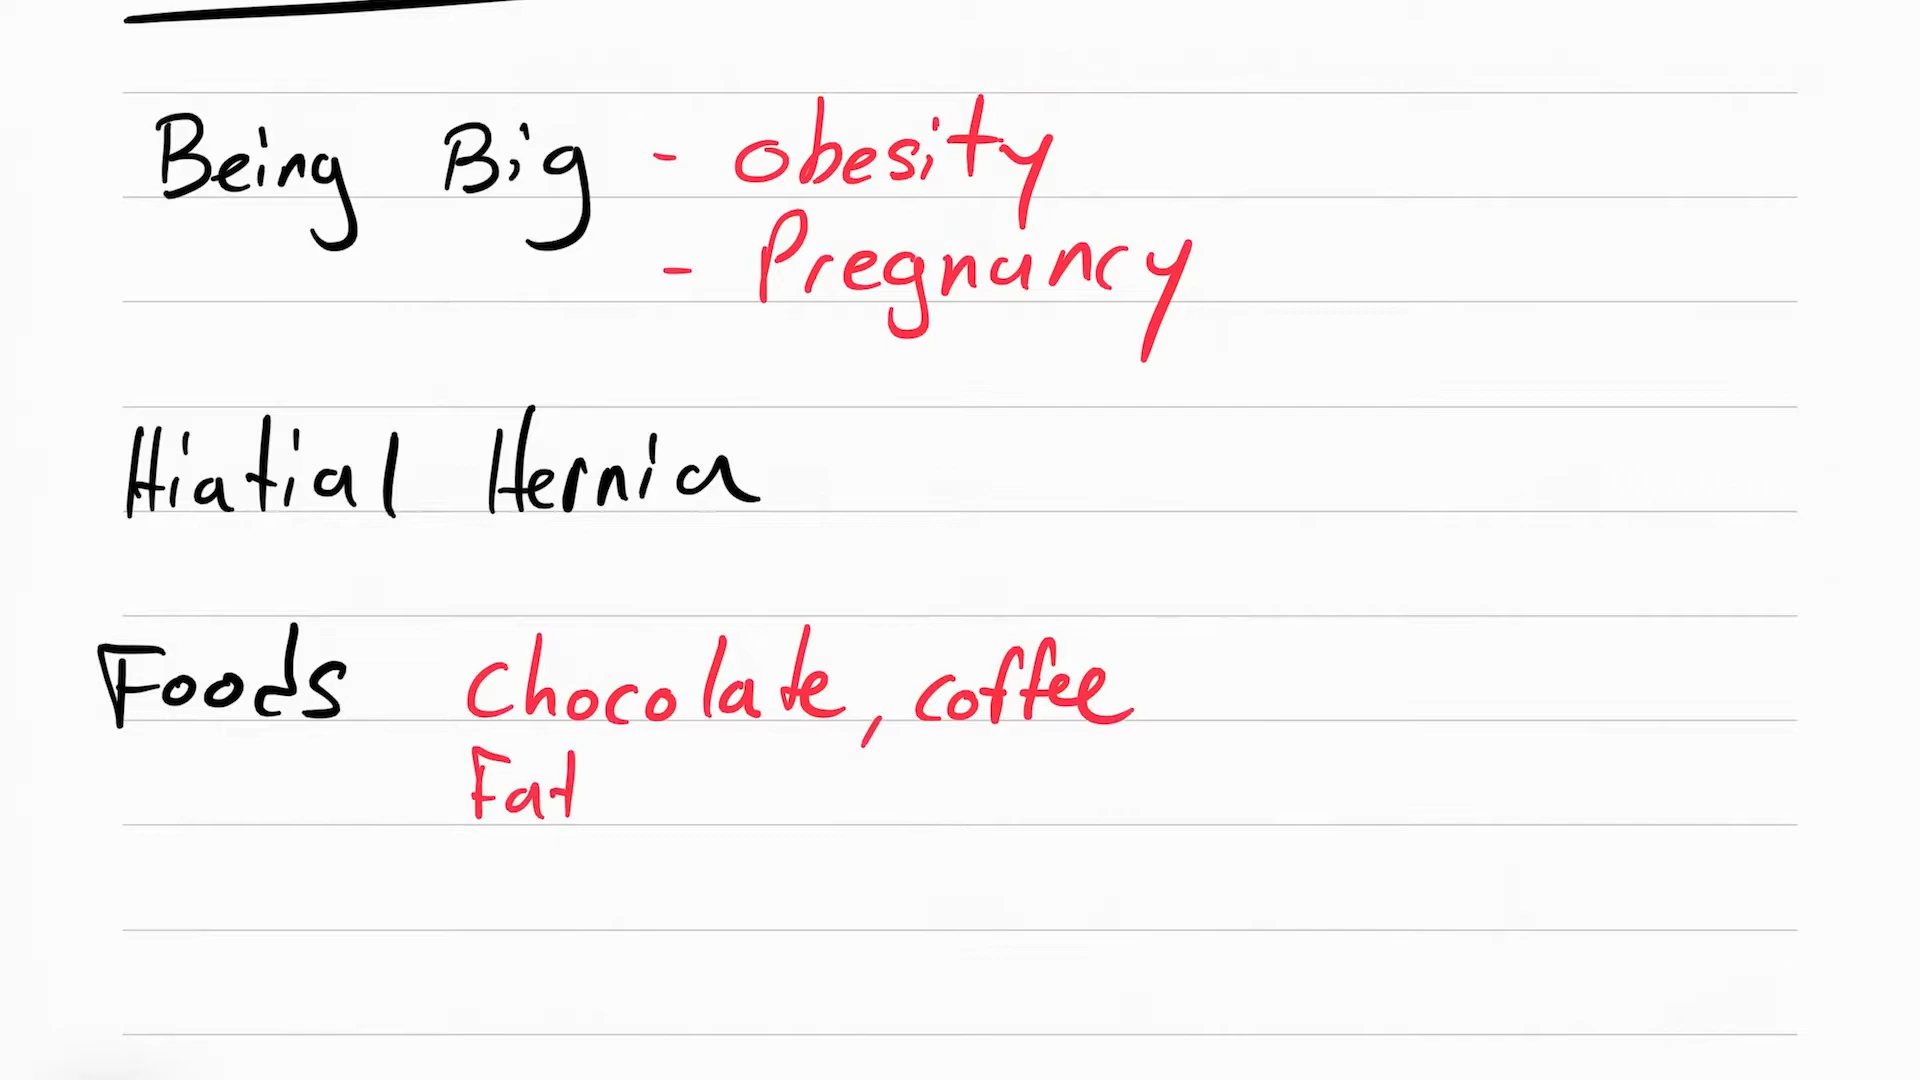 Being Big - obesity
- Pregnancy
Hiatial Hernia
Foods Chocolate, coffee
Fat